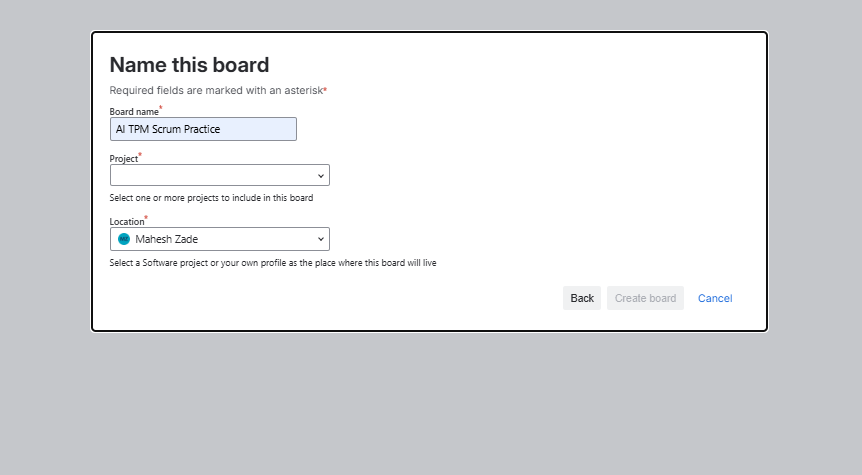 Name this board
Required fields are marked with an asterisk*
Board name*
AI TPM Scrum Practice
Project*
Select one or more projects to include in this board
Location*
Mahesh Zade
Select a Software project or your own profile as the place where this board will live
Back Create board Cancel